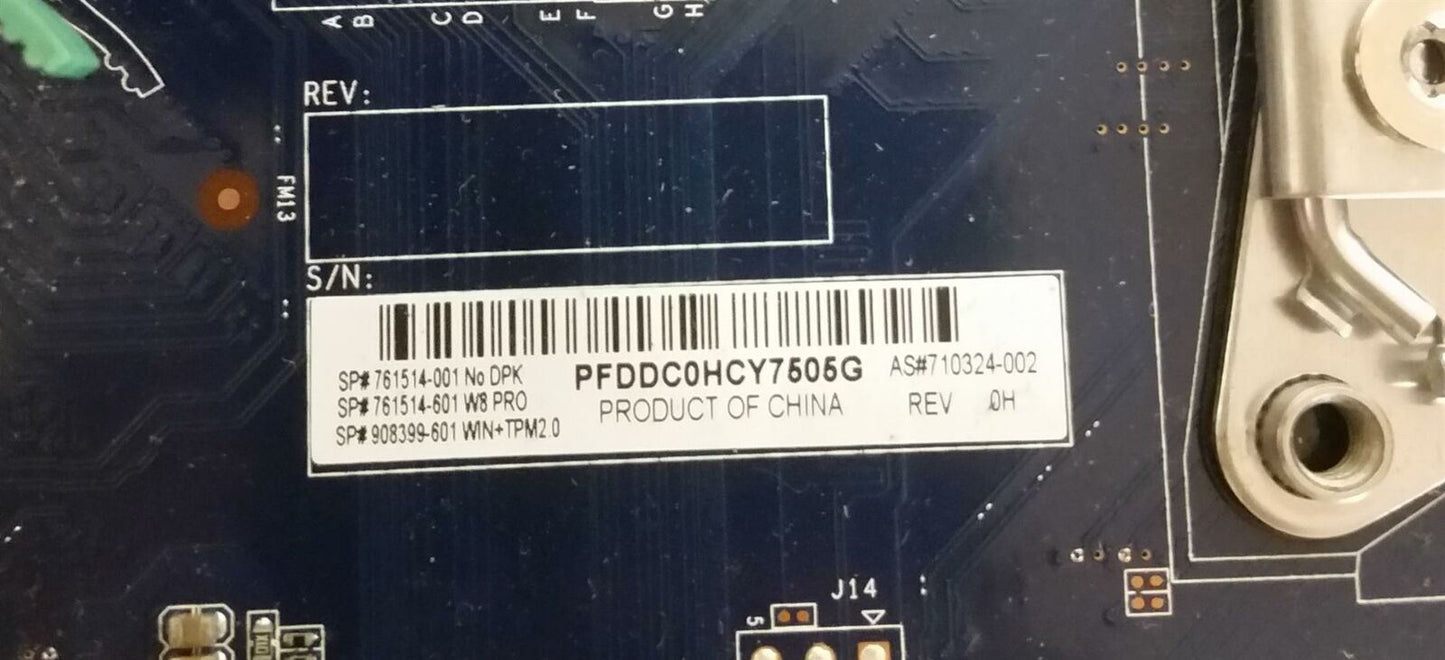 A B C D E F G H
REV:
FM13
S/N:
SP# 761514-001 No DPK
SP# 761514-601 W8 PRO
SP# 908399-601 WIN+TPM2.0
PFDDC0HCY7505G
PRODUCT OF CHINA
AS#710324-002
REV 0H
J14
5